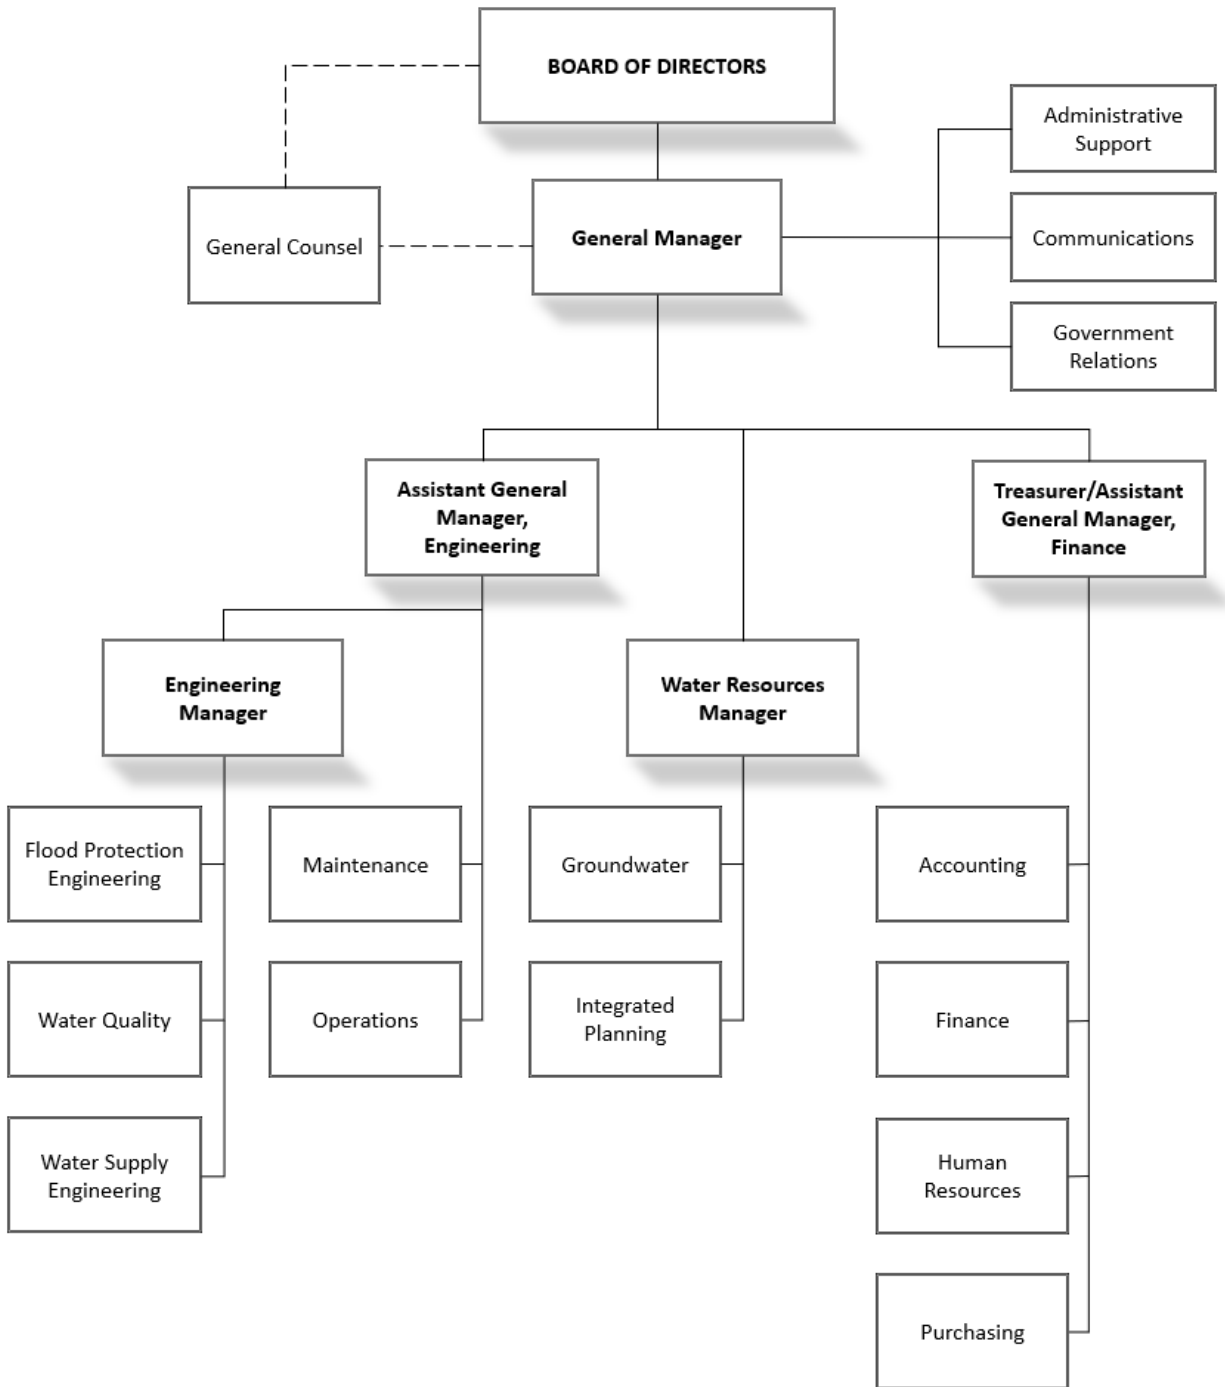 BOARD OF DIRECTORS
Administrative
Support
General Counsel
General Manager
Communications
Government
Relations
Assistant General
Manager,
Engineering
Treasurer/Assistant
General Manager,
Finance
Engineering
Manager
Water Resources
Manager
Flood Protection
Engineering
Maintenance
Groundwater
Accounting
Water Quality
Operations
Integrated
Planning
Finance
Water Supply
Engineering
Human
Resources
Purchasing